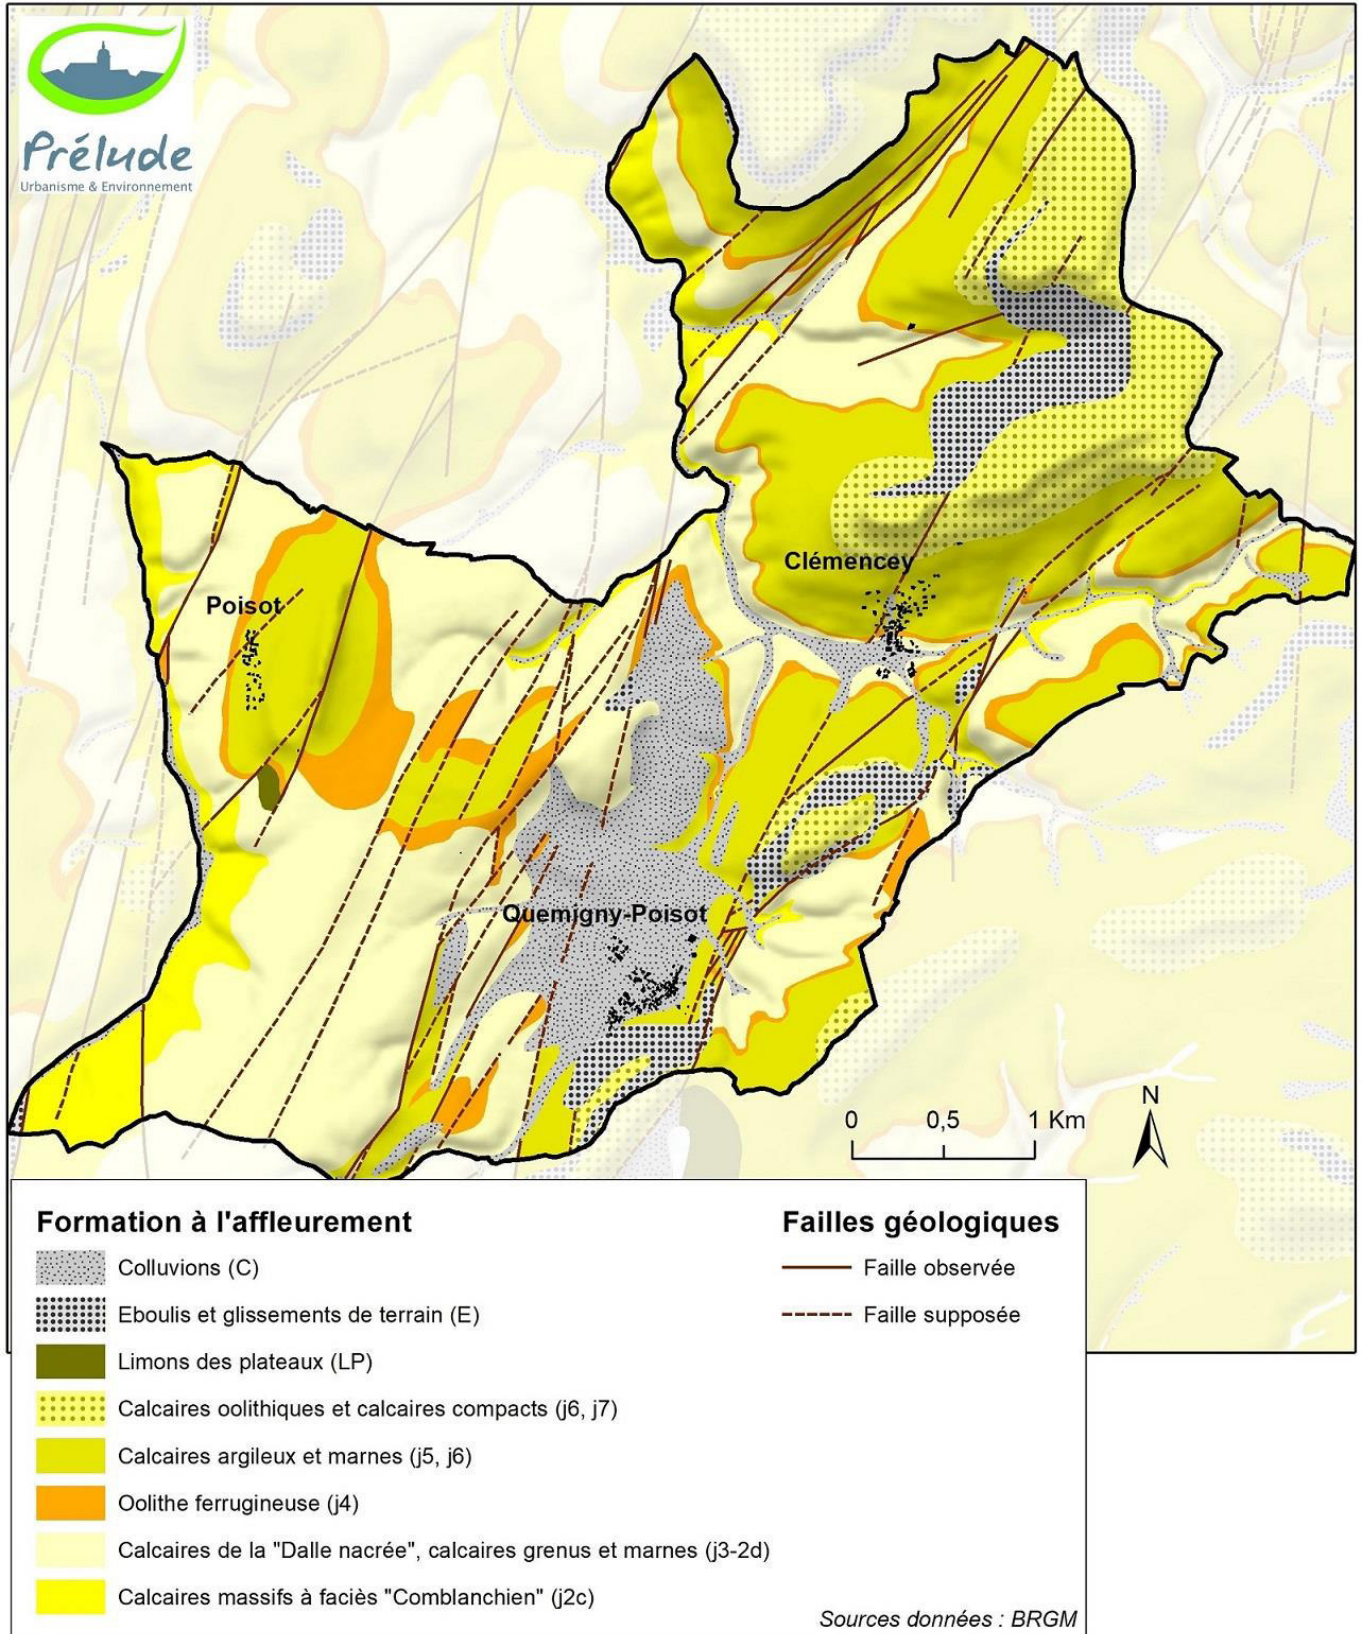 Prélude
Urbanisme & Environnement
Clémencey
Poisot
Quemigny-Poisot
N
0 0,5 1 Km
Formation à l'affleurement
Colluvions (C)
Eboulis et glissements de terrain (E)
Limons des plateaux (LP)
Calcaires oolithiques et calcaires compacts (j6, j7)
Calcaires argileux et marnes (j5, j6)
Oolithe ferrugineuse (j4)
Calcaires de la "Dalle nacrée", calcaires grenus et marnes (j3-2d)
Calcaires massifs à faciès "Comblanchien" (j2c)
Failles géologiques
Faille observée
Faille supposée
Sources données : BRGM